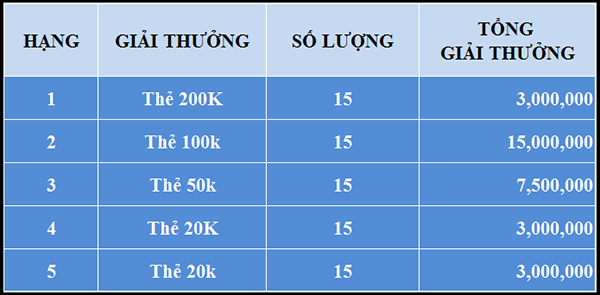 HẠNG GIẢI THƯỞNG SỐ LƯỢNG TỔNG
GIẢI THƯỞNG
1 Thẻ 200K 15 3,000,000
2 Thẻ 100k 15 15,000,000
3 Thẻ 50k 15 7,500,000
4 Thẻ 20K 15 3,000,000
5 Thẻ 20k 15 3,000,000